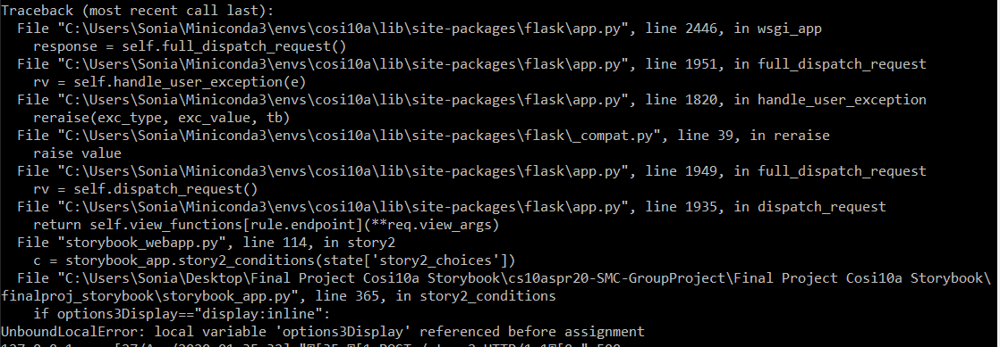 Traceback (most recent call last):
  File "C:\Users\Sonia\Miniconda3\envs\cosi10a\lib\site-packages\flask\app.py", line 2446, in wsgi_app
    response = self.full_dispatch_request()
  File "C:\Users\Sonia\Miniconda3\envs\cosi10a\lib\site-packages\flask\app.py", line 1951, in full_dispatch_request
    rv = self.handle_user_exception(e)
  File "C:\Users\Sonia\Miniconda3\envs\cosi10a\lib\site-packages\flask\app.py", line 1820, in handle_user_exception
    reraise(exc_type, exc_value, tb)
  File "C:\Users\Sonia\Miniconda3\envs\cosi10a\lib\site-packages\flask\_compat.py", line 39, in reraise
    raise value
  File "C:\Users\Sonia\Miniconda3\envs\cosi10a\lib\site-packages\flask\app.py", line 1949, in full_dispatch_request
    rv = self.dispatch_request()
  File "C:\Users\Sonia\Miniconda3\envs\cosi10a\lib\site-packages\flask\app.py", line 1935, in dispatch_request
    return self.view_functions[rule.endpoint](**req.view_args)
  File "storybook_webapp.py", line 114, in story2
    c = storybook_app.story2_conditions(state['story2_choices'])
  File "C:\Users\Sonia\Desktop\Final Project Cosi10a Storybook\cs10aspr20-SMC-GroupProject\Final Project Cosi10a Storybook\
finalproj_storybook\storybook_app.py", line 365, in story2_conditions
    if options3Display=="display:inline":
UnboundLocalError: local variable 'options3Display' referenced before assignment